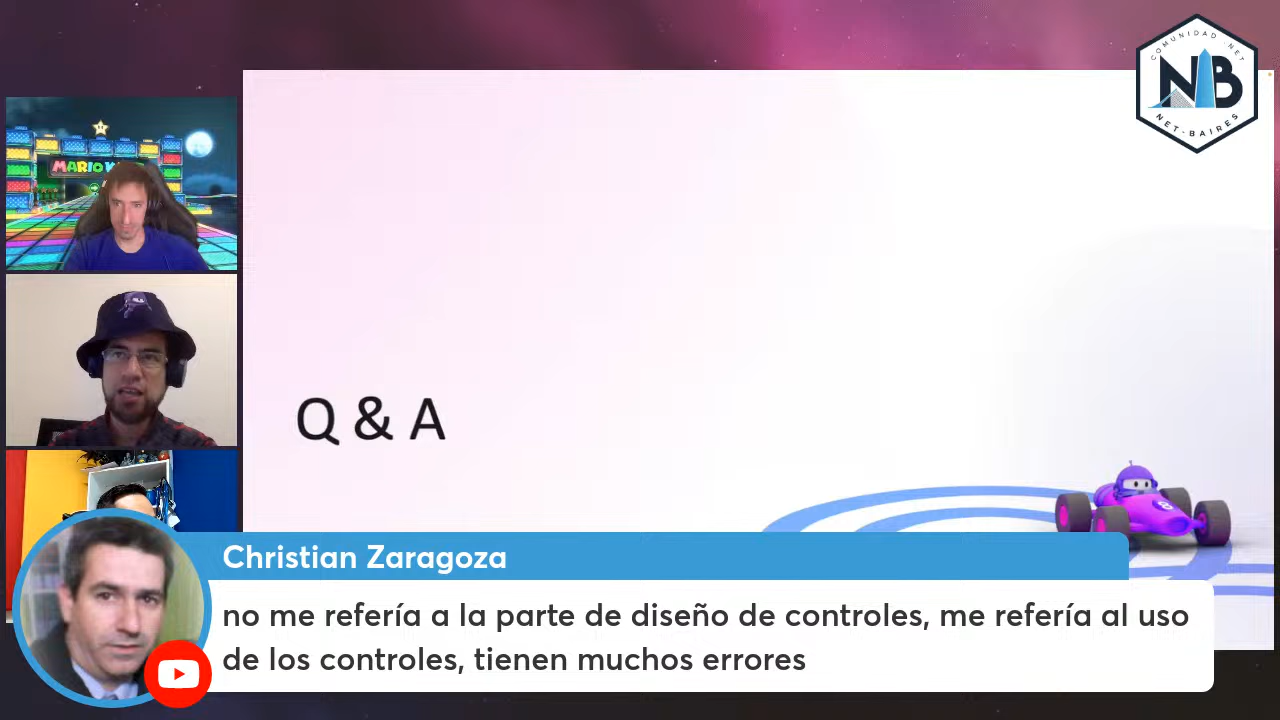 COMUNIDAD .NET
NB
NET-BAIRES
MARIO K
Q & A
8
Christian Zaragoza
no me refería a la parte de diseño de controles, me refería al uso
de los controles, tienen muchos errores